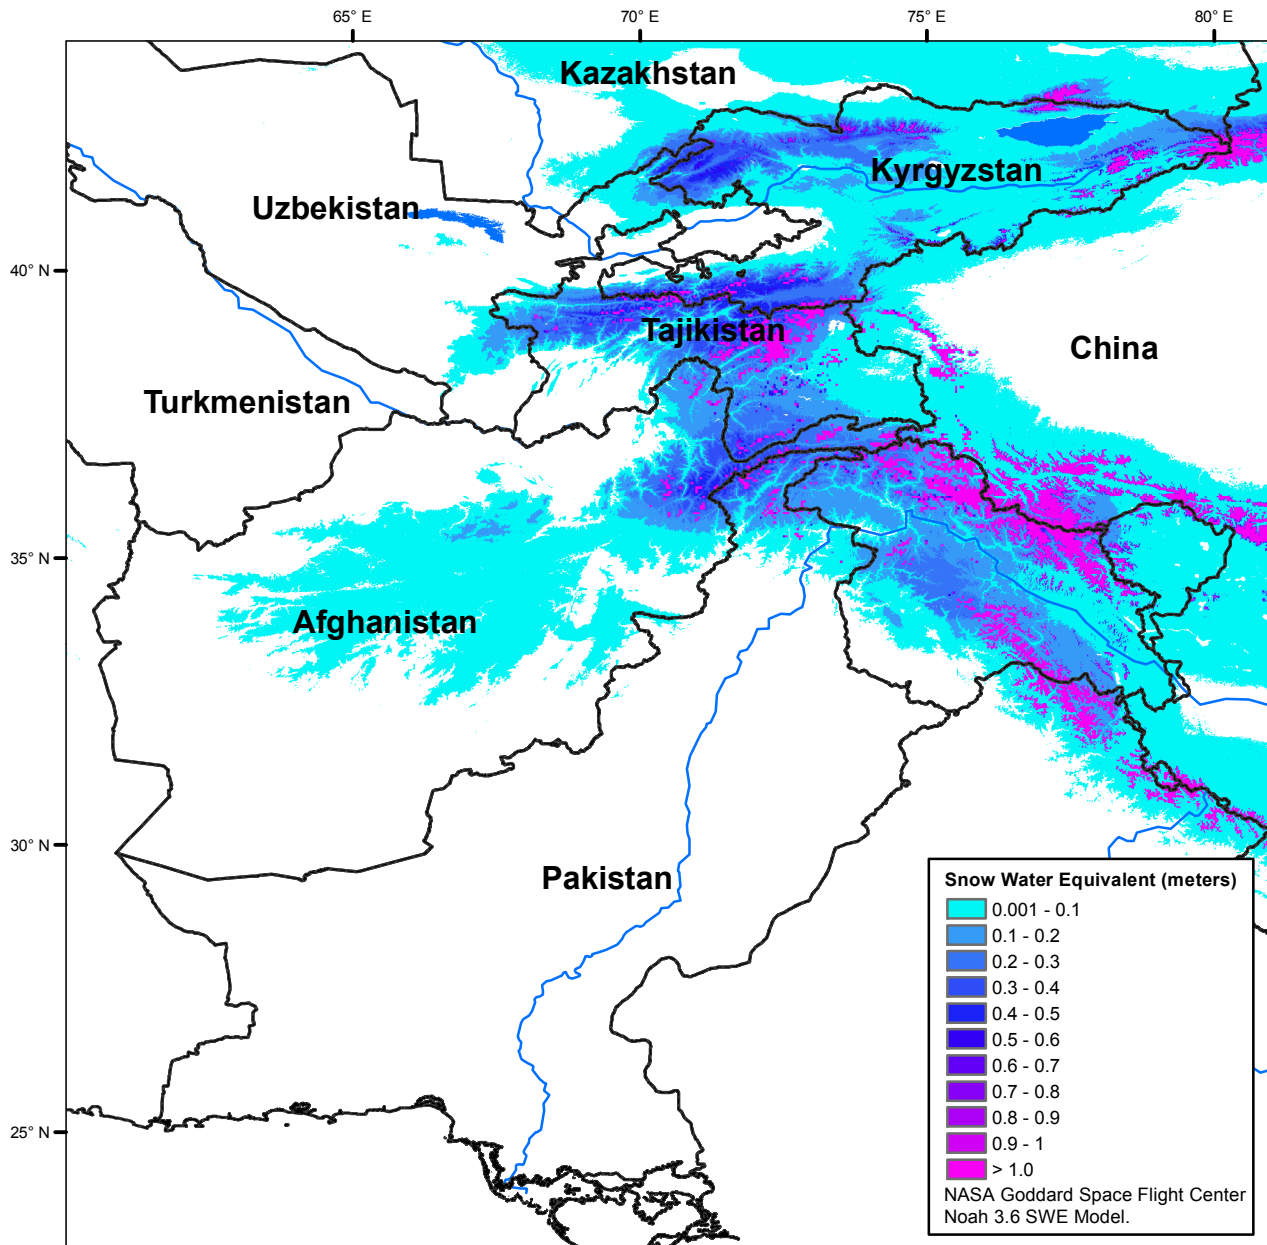 65° E
70° E
75° E
80° E
Kazakhstan
Kyrgyzstan
Uzbekistan
40° N
Tajikistan
China
Turkmenistan
35° N
Afghanistan
30° N
Pakistan
25° N
Snow Water Equivalent (meters)
0.001 - 0.1
0.1 - 0.2
0.2 - 0.3
0.3 - 0.4
0.4 - 0.5
0.5 - 0.6
0.6 - 0.7
0.7 - 0.8
0.8 - 0.9
0.9 - 1
> 1.0
NASA Goddard Space Flight Center
Noah 3.6 SWE Model.